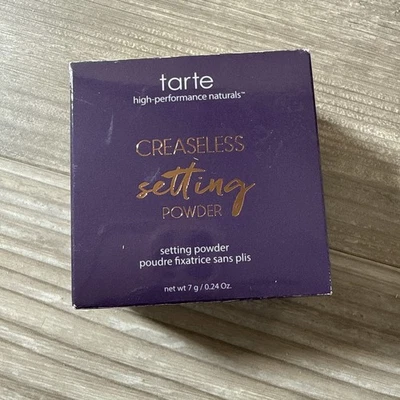 tarte
high-performance naturals™
CREASELESS
setting
POWDER
setting powder
poudre fixatrice sans plis
net wt 7 g / 0.24 Oz.